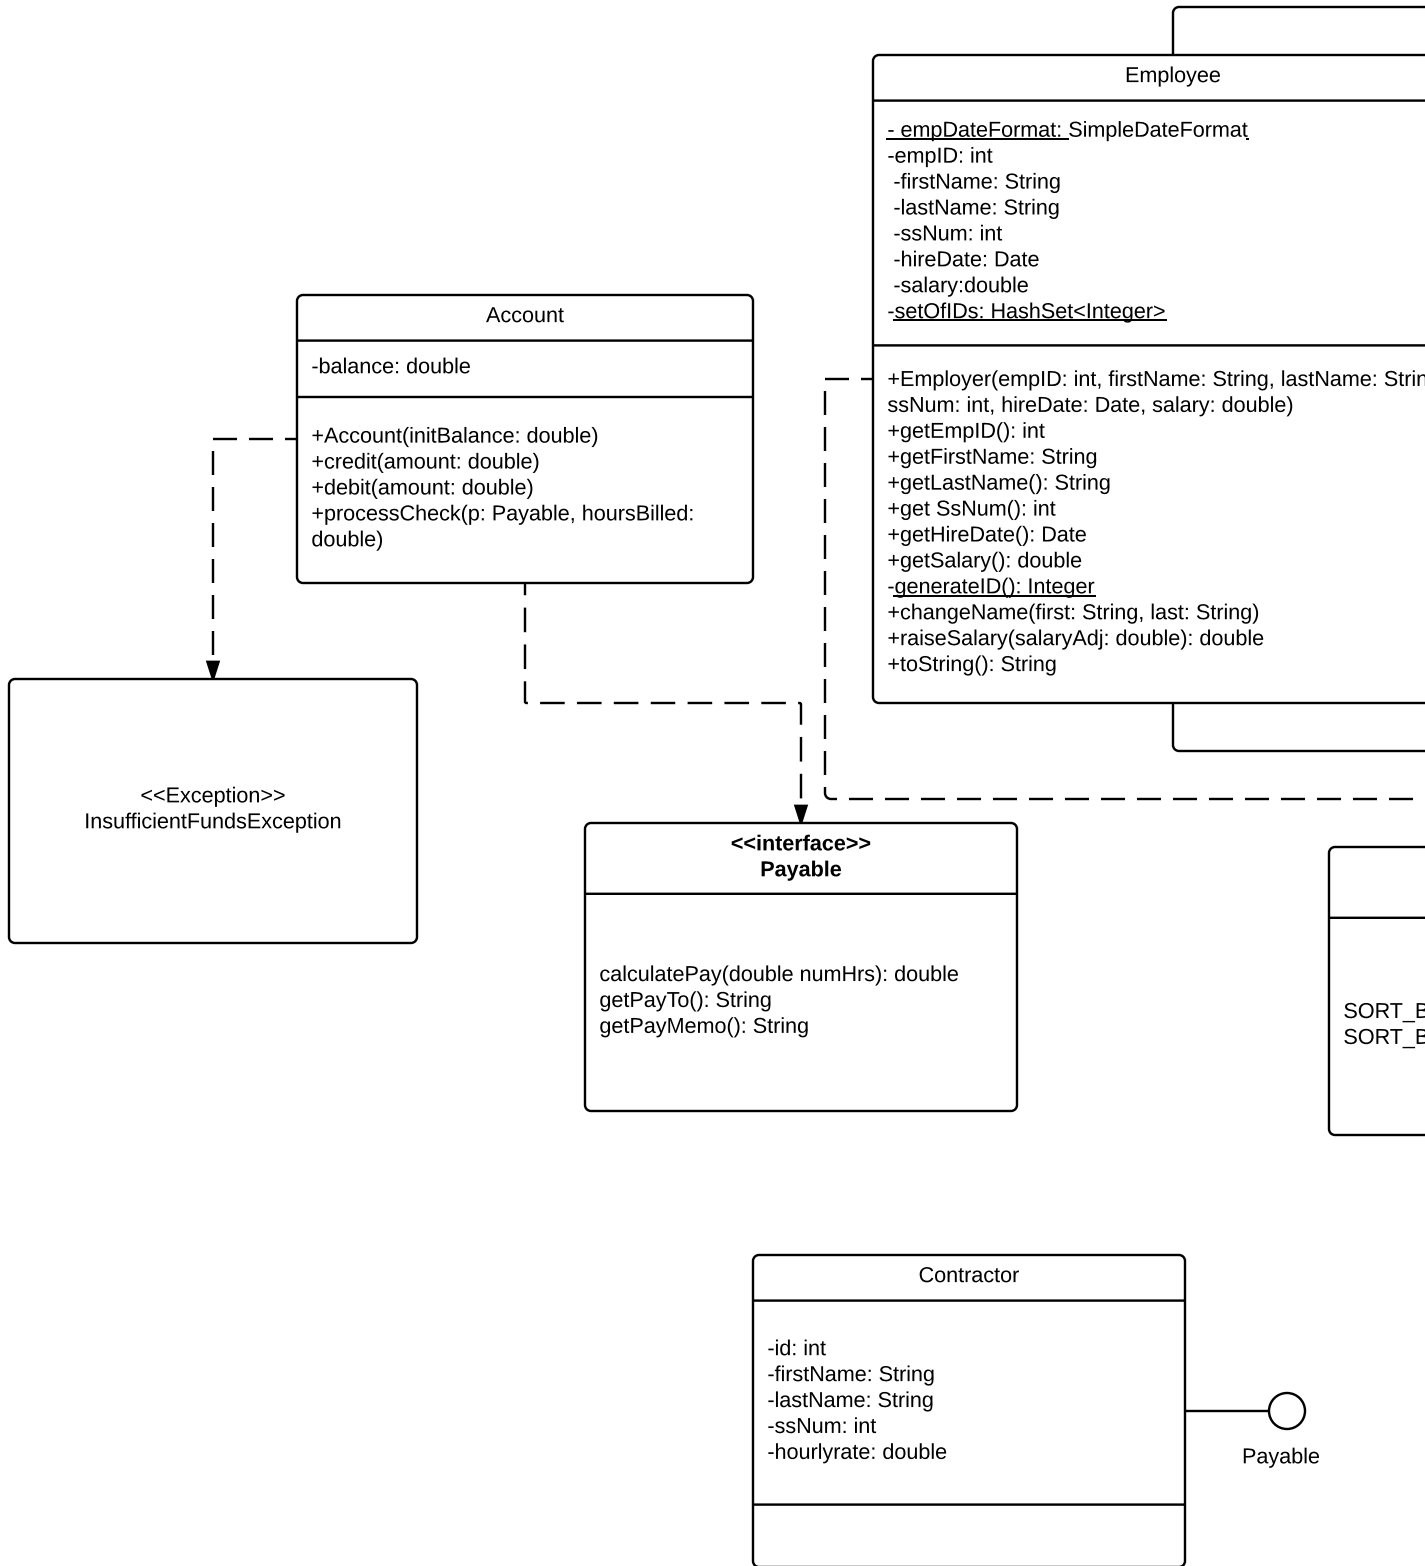 Employee
- empDateFormat: SimpleDateFormat
-empID: int
-firstName: String
-lastName: String
-ssNum: int
-hireDate: Date
-salary:double
-setOfIDs: HashSet<Integer>
+Employer(empID: int, firstName: String, lastName: Strin
ssNum: int, hireDate: Date, salary: double)
+getEmpID(): int
+getFirstName: String
+getLastName(): String
+get SsNum(): int
+getHireDate(): Date
+getSalary(): double
-generateID(): Integer
+changeName(first: String, last: String)
+raiseSalary(salaryAdj: double): double
+toString(): String
Account
-balance: double
+Account(initBalance: double)
+credit(amount: double)
+debit(amount: double)
+processCheck(p: Payable, hoursBilled:
double)
<<Exception>>
InsufficientFundsException
<<interface>>
Payable
calculatePay(double numHrs): double
getPayTo(): String
getPayMemo(): String
SORT_B
SORT_B
Contractor
-id: int
-firstName: String
-lastName: String
-ssNum: int
-hourlyrate: double
Payable